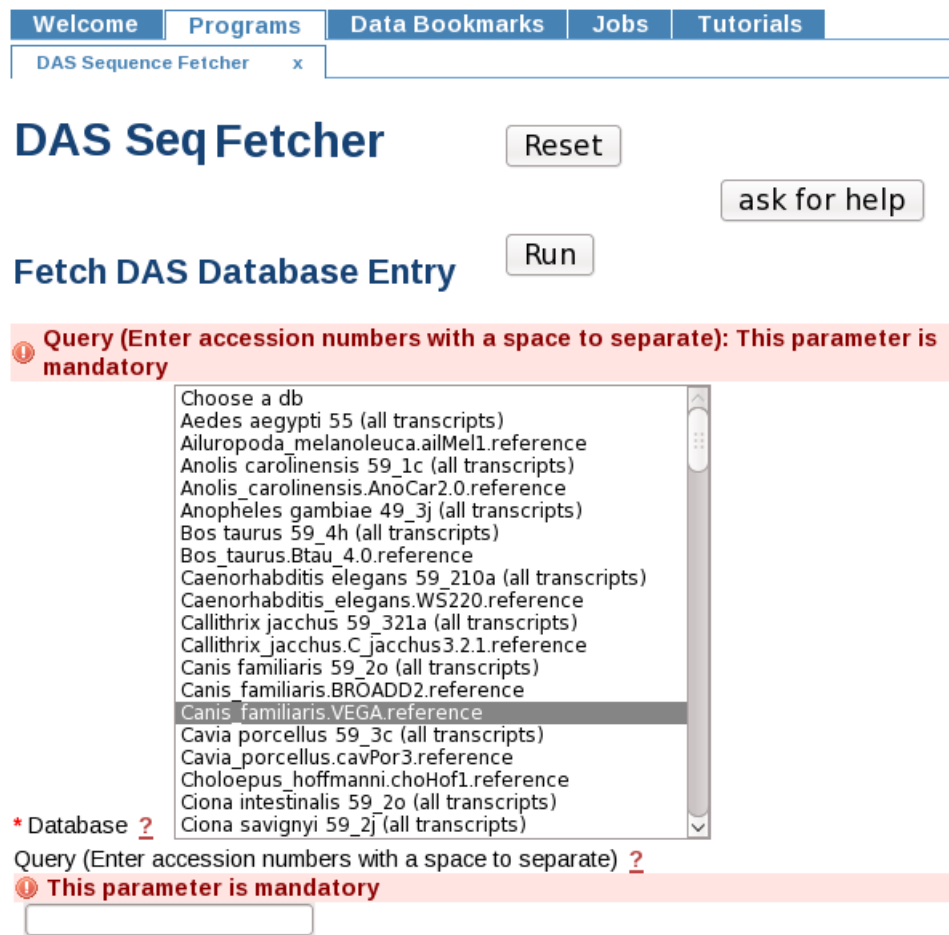 Welcome Programs Data Bookmarks Jobs Tutorials
DAS Sequence Fetcher x
DAS Seq Fetcher Reset
ask for help
Fetch DAS Database Entry Run
Query (Enter accession numbers with a space to separate): This parameter is
mandatory
Choose a db
Aedes aegypti 55 (all transcripts)
Ailuropoda_melanoleuca.ailMel1.reference
Anolis carolinensis 59_1c (all transcripts)
Anolis_carolinensis.AnoCar2.0.reference
Anopheles gambiae 49_3j (all transcripts)
Bos taurus 59_4h (all transcripts)
Bos_taurus.Btau_4.0.reference
Caenorhabditis elegans 59_210a (all transcripts)
Caenorhabditis_elegans.WS220.reference
Callithrix jacchus 59_321a (all transcripts)
Callithrix_jacchus.C_jacchus3.2.1.reference
Canis familiaris 59_2o (all transcripts)
Canis_familiaris.BROADD2.reference
Canis_familiaris.VEGA.reference
Cavia porcellus 59_3c (all transcripts)
Cavia_porcellus.cavPor3.reference
Choloepus_hoffmanni.choHof1.reference
Ciona intestinalis 59_2o (all transcripts)
Ciona savignyi 59_2j (all transcripts)
* Database ?
Query (Enter accession numbers with a space to separate) ?
This parameter is mandatory